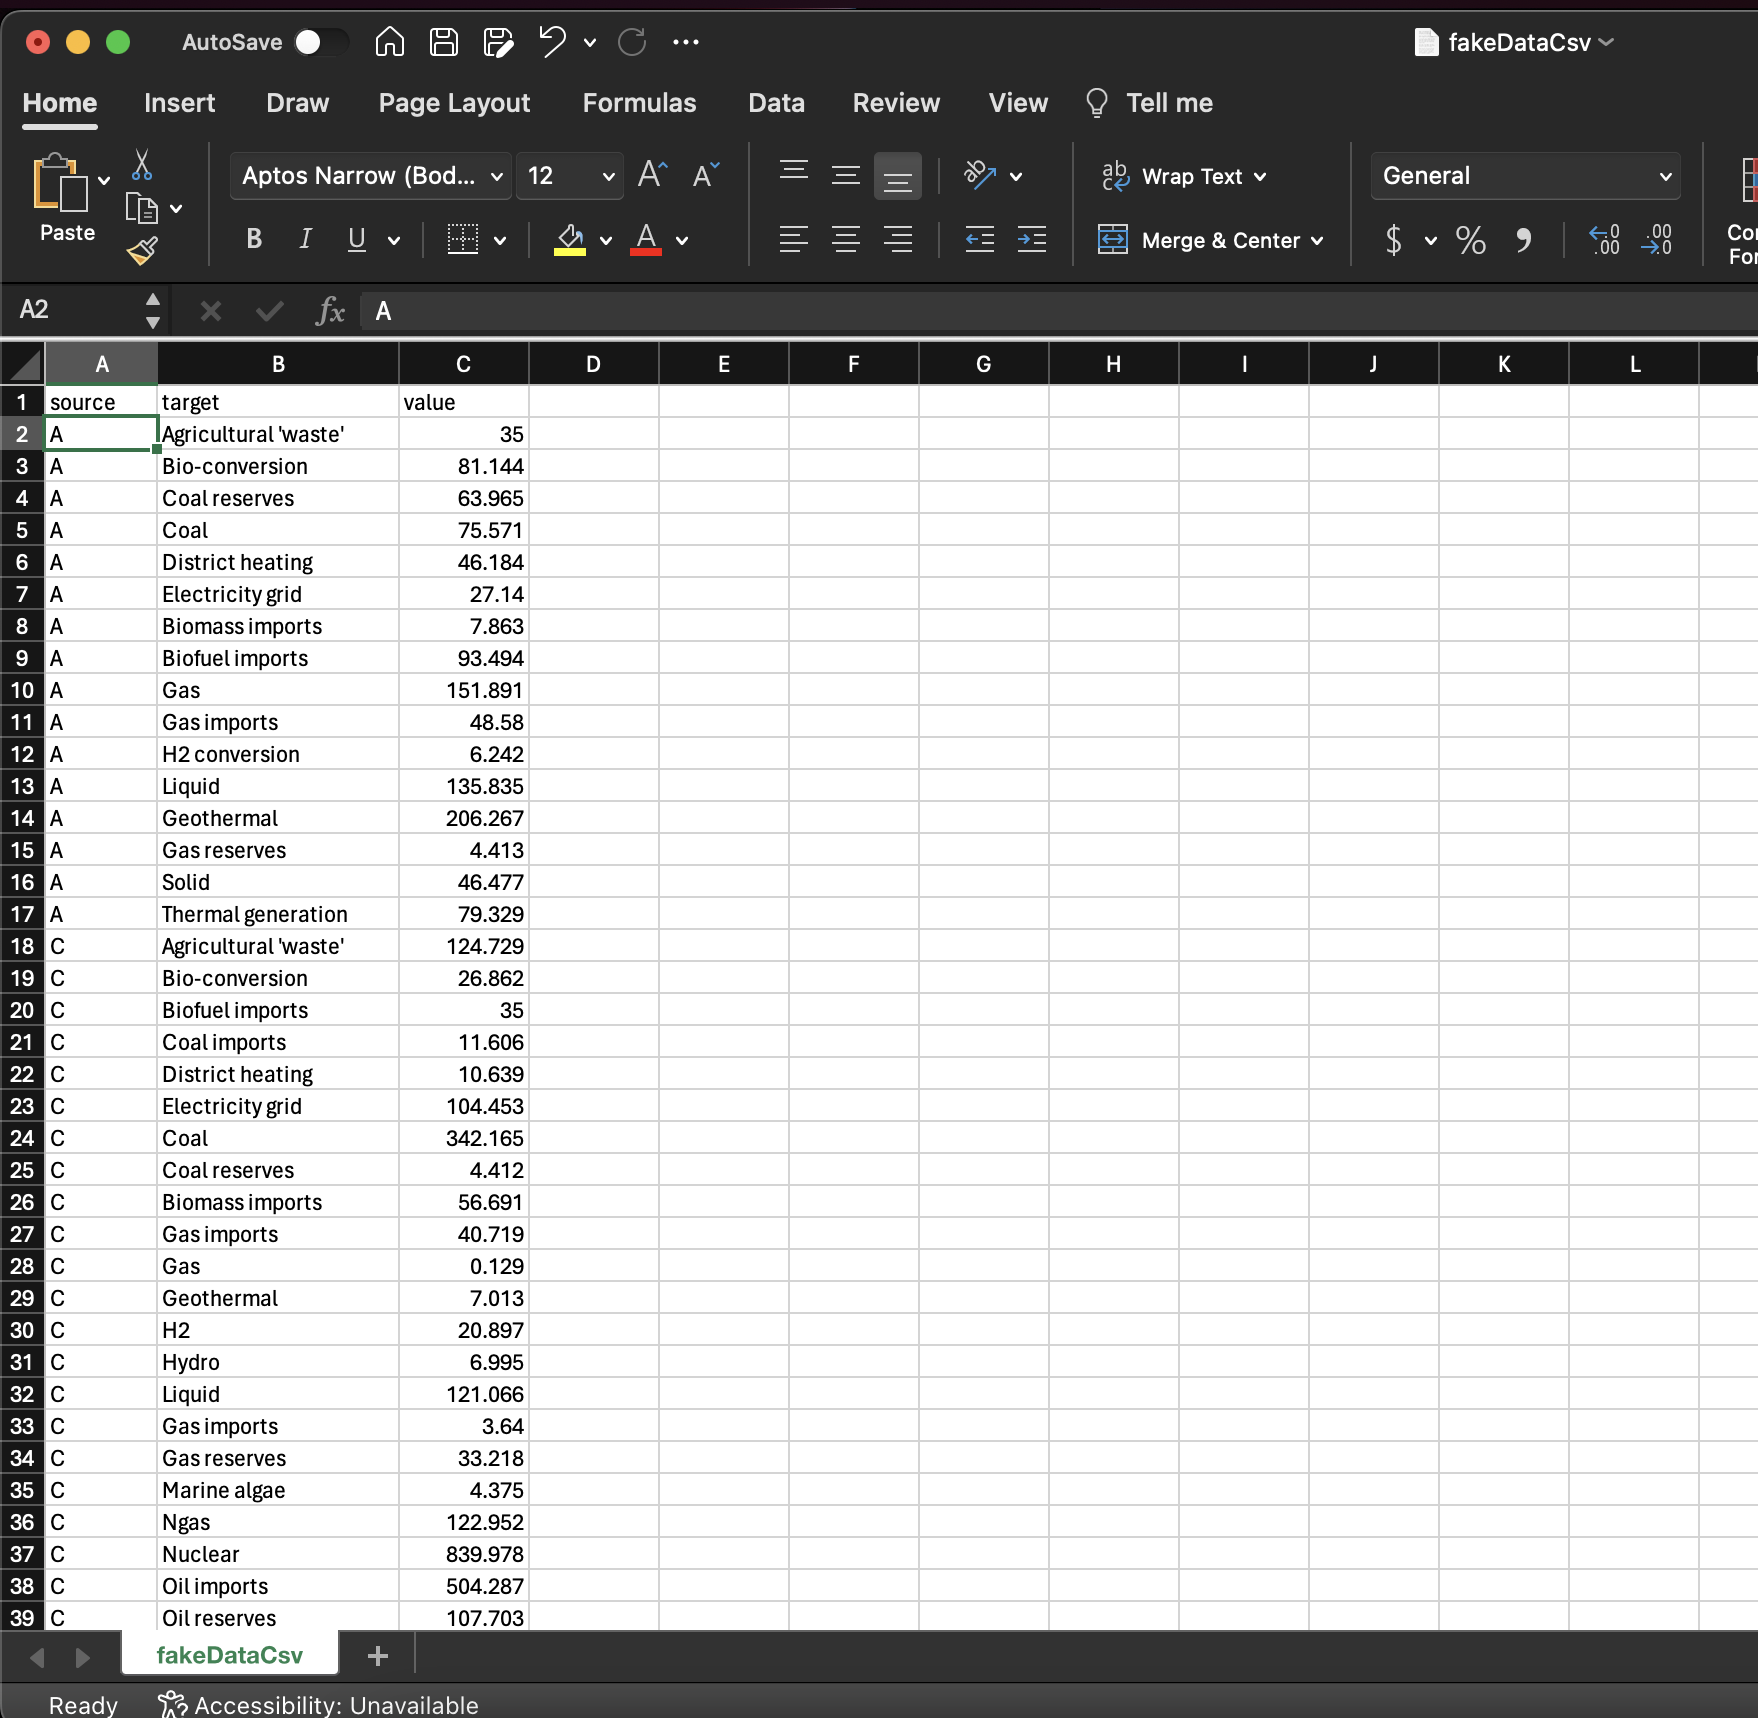 AutoSave fakeDataCsv
Home Insert Draw Page Layout Formulas Data Review View Tell me
Paste Aptos Narrow (Bod... 12 A A ab c Wrap Text General
B I U A Merge & Center $ % 9 .00 .0
A2 fx A
A B C D E F G H I J K L
1 source target value
2 A Agricultural 'waste' 35
3 A Bio-conversion 81.144
4 A Coal reserves 63.965
5 A Coal 75.571
6 A District heating 46.184
7 A Electricity grid 27.14
8 A Biomass imports 7.863
9 A Biofuel imports 93.494
10 A Gas 151.891
11 A Gas imports 48.58
12 A H2 conversion 6.242
13 A Liquid 135.835
14 A Geothermal 206.267
15 A Gas reserves 4.413
16 A Solid 46.477
17 A Thermal generation 79.329
18 C Agricultural 'waste' 124.729
19 C Bio-conversion 26.862
20 C Biofuel imports 35
21 C Coal imports 11.606
22 C District heating 10.639
23 C Electricity grid 104.453
24 C Coal 342.165
25 C Coal reserves 4.412
26 C Biomass imports 56.691
27 C Gas imports 40.719
28 C Gas 0.129
29 C Geothermal 7.013
30 C H2 20.897
31 C Hydro 6.995
32 C Liquid 121.066
33 C Gas imports 3.64
34 C Gas reserves 33.218
35 C Marine algae 4.375
36 C Ngas 122.952
37 C Nuclear 839.978
38 C Oil imports 504.287
39 C Oil reserves 107.703
fakeDataCsv +
Ready Accessibility: Unavailable